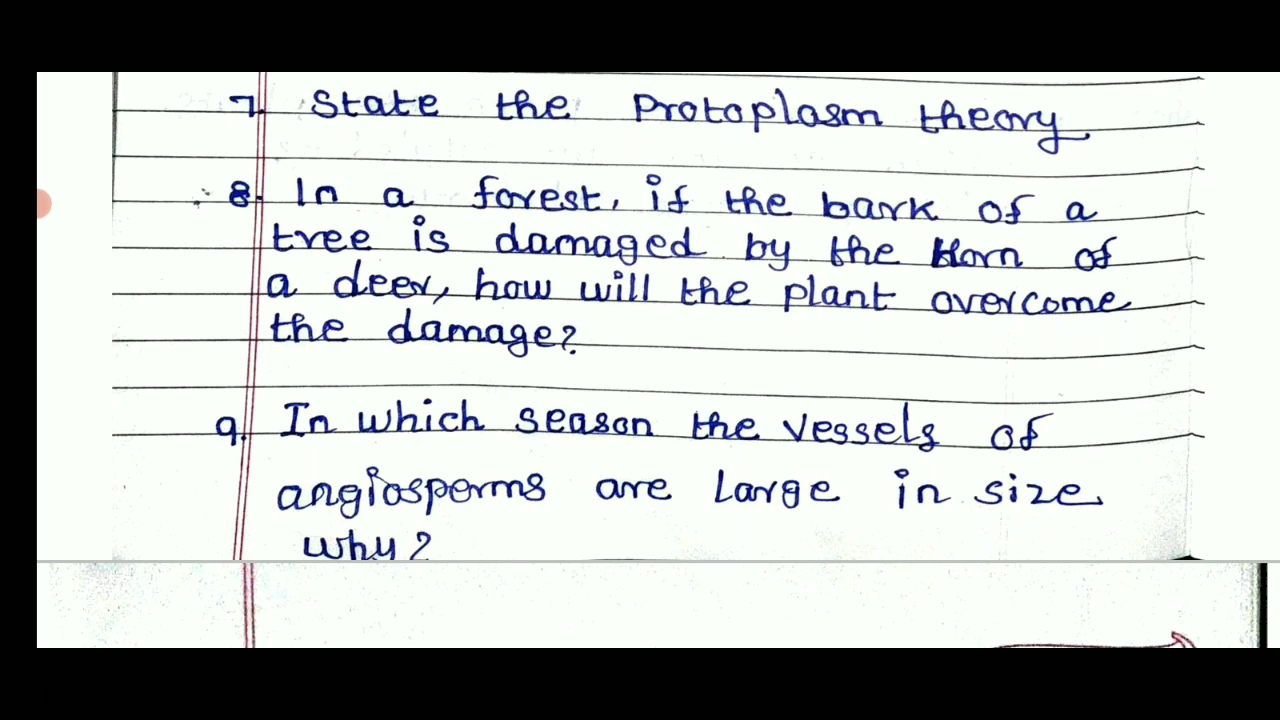 7. State the Protoplasm theory
8. In a forest, if the bark of a
tree is damaged by the Horn of
a deer, how will the plant overcome
the damage?
9. In which season the vessels of
angiosperms are large in size.
why?